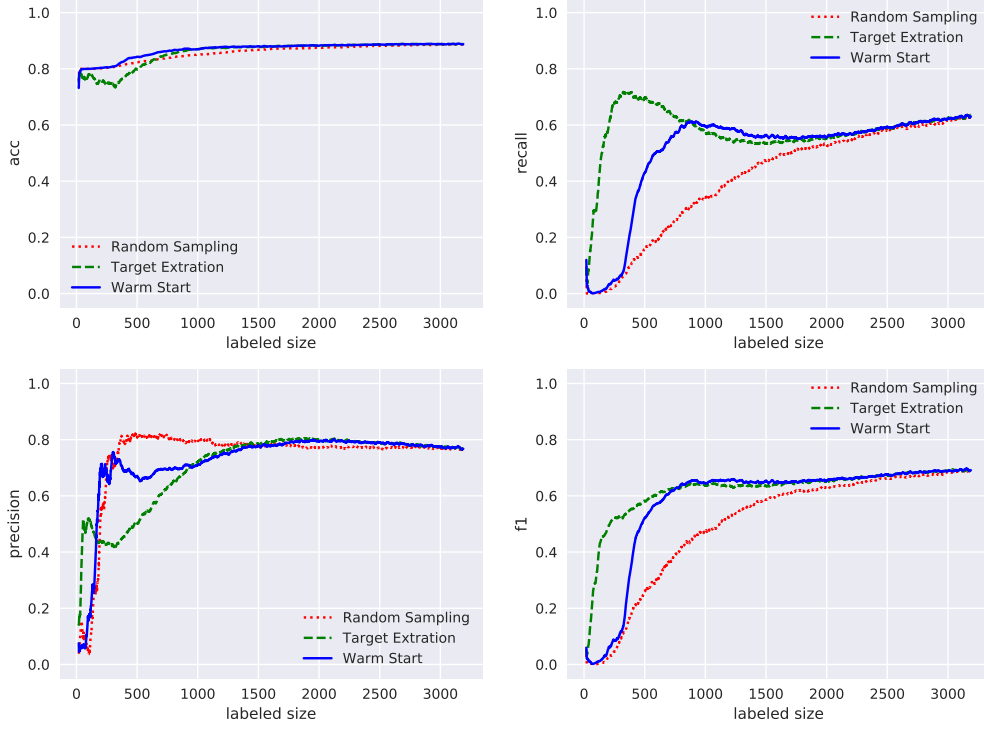 1.0
0.8
0.6
0.4
0.2
0.0
acc
Random Sampling
Target Extration
Warm Start
0 500 1000 1500 2000 2500 3000
labeled size
1.0
0.8
0.6
0.4
0.2
0.0
recall
Random Sampling
Target Extration
Warm Start
0 500 1000 1500 2000 2500 3000
labeled size
1.0
0.8
0.6
0.4
0.2
0.0
precision
Random Sampling
Target Extration
Warm Start
0 500 1000 1500 2000 2500 3000
labeled size
1.0
0.8
0.6
0.4
0.2
0.0
f1
Random Sampling
Target Extration
Warm Start
0 500 1000 1500 2000 2500 3000
labeled size